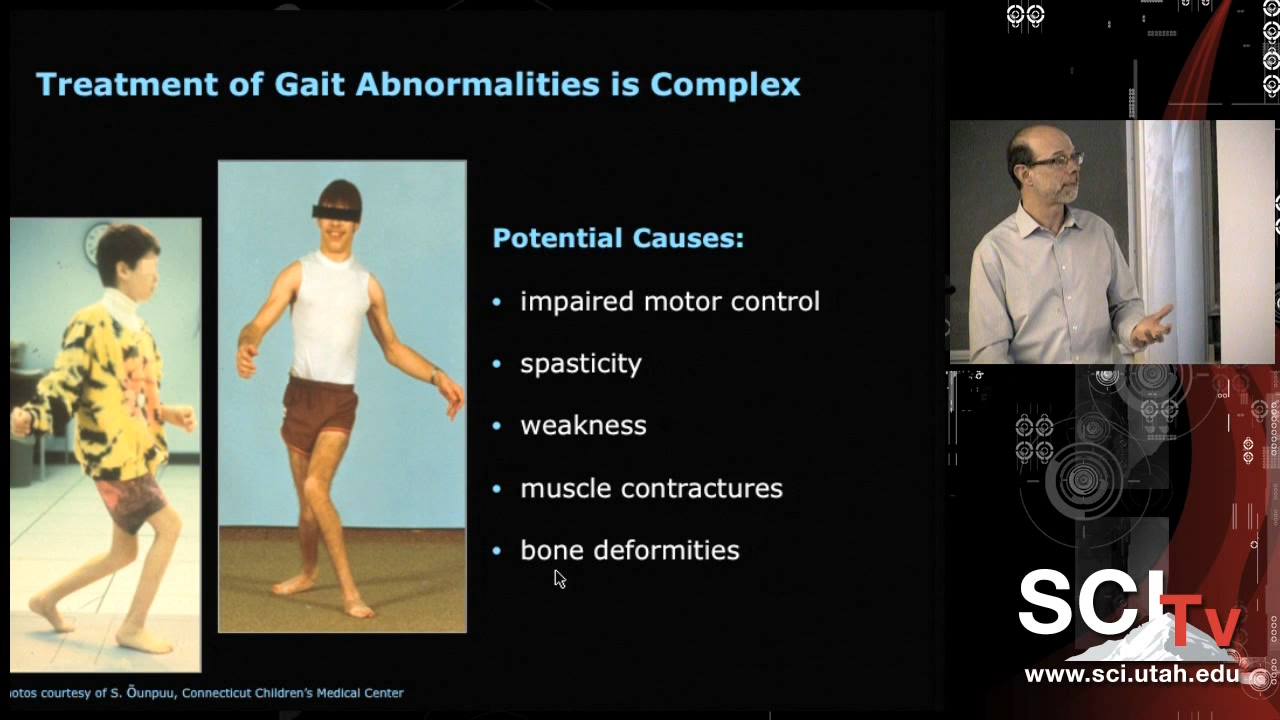 Treatment of Gait Abnormalities is Complex
Potential Causes:
• impaired motor control
• spasticity
• weakness
• muscle contractures
• bone deformities
hotos courtesy of S. Õunpuu, Connecticut Children's Medical Center
SCI Tv
www.sci.utah.edu